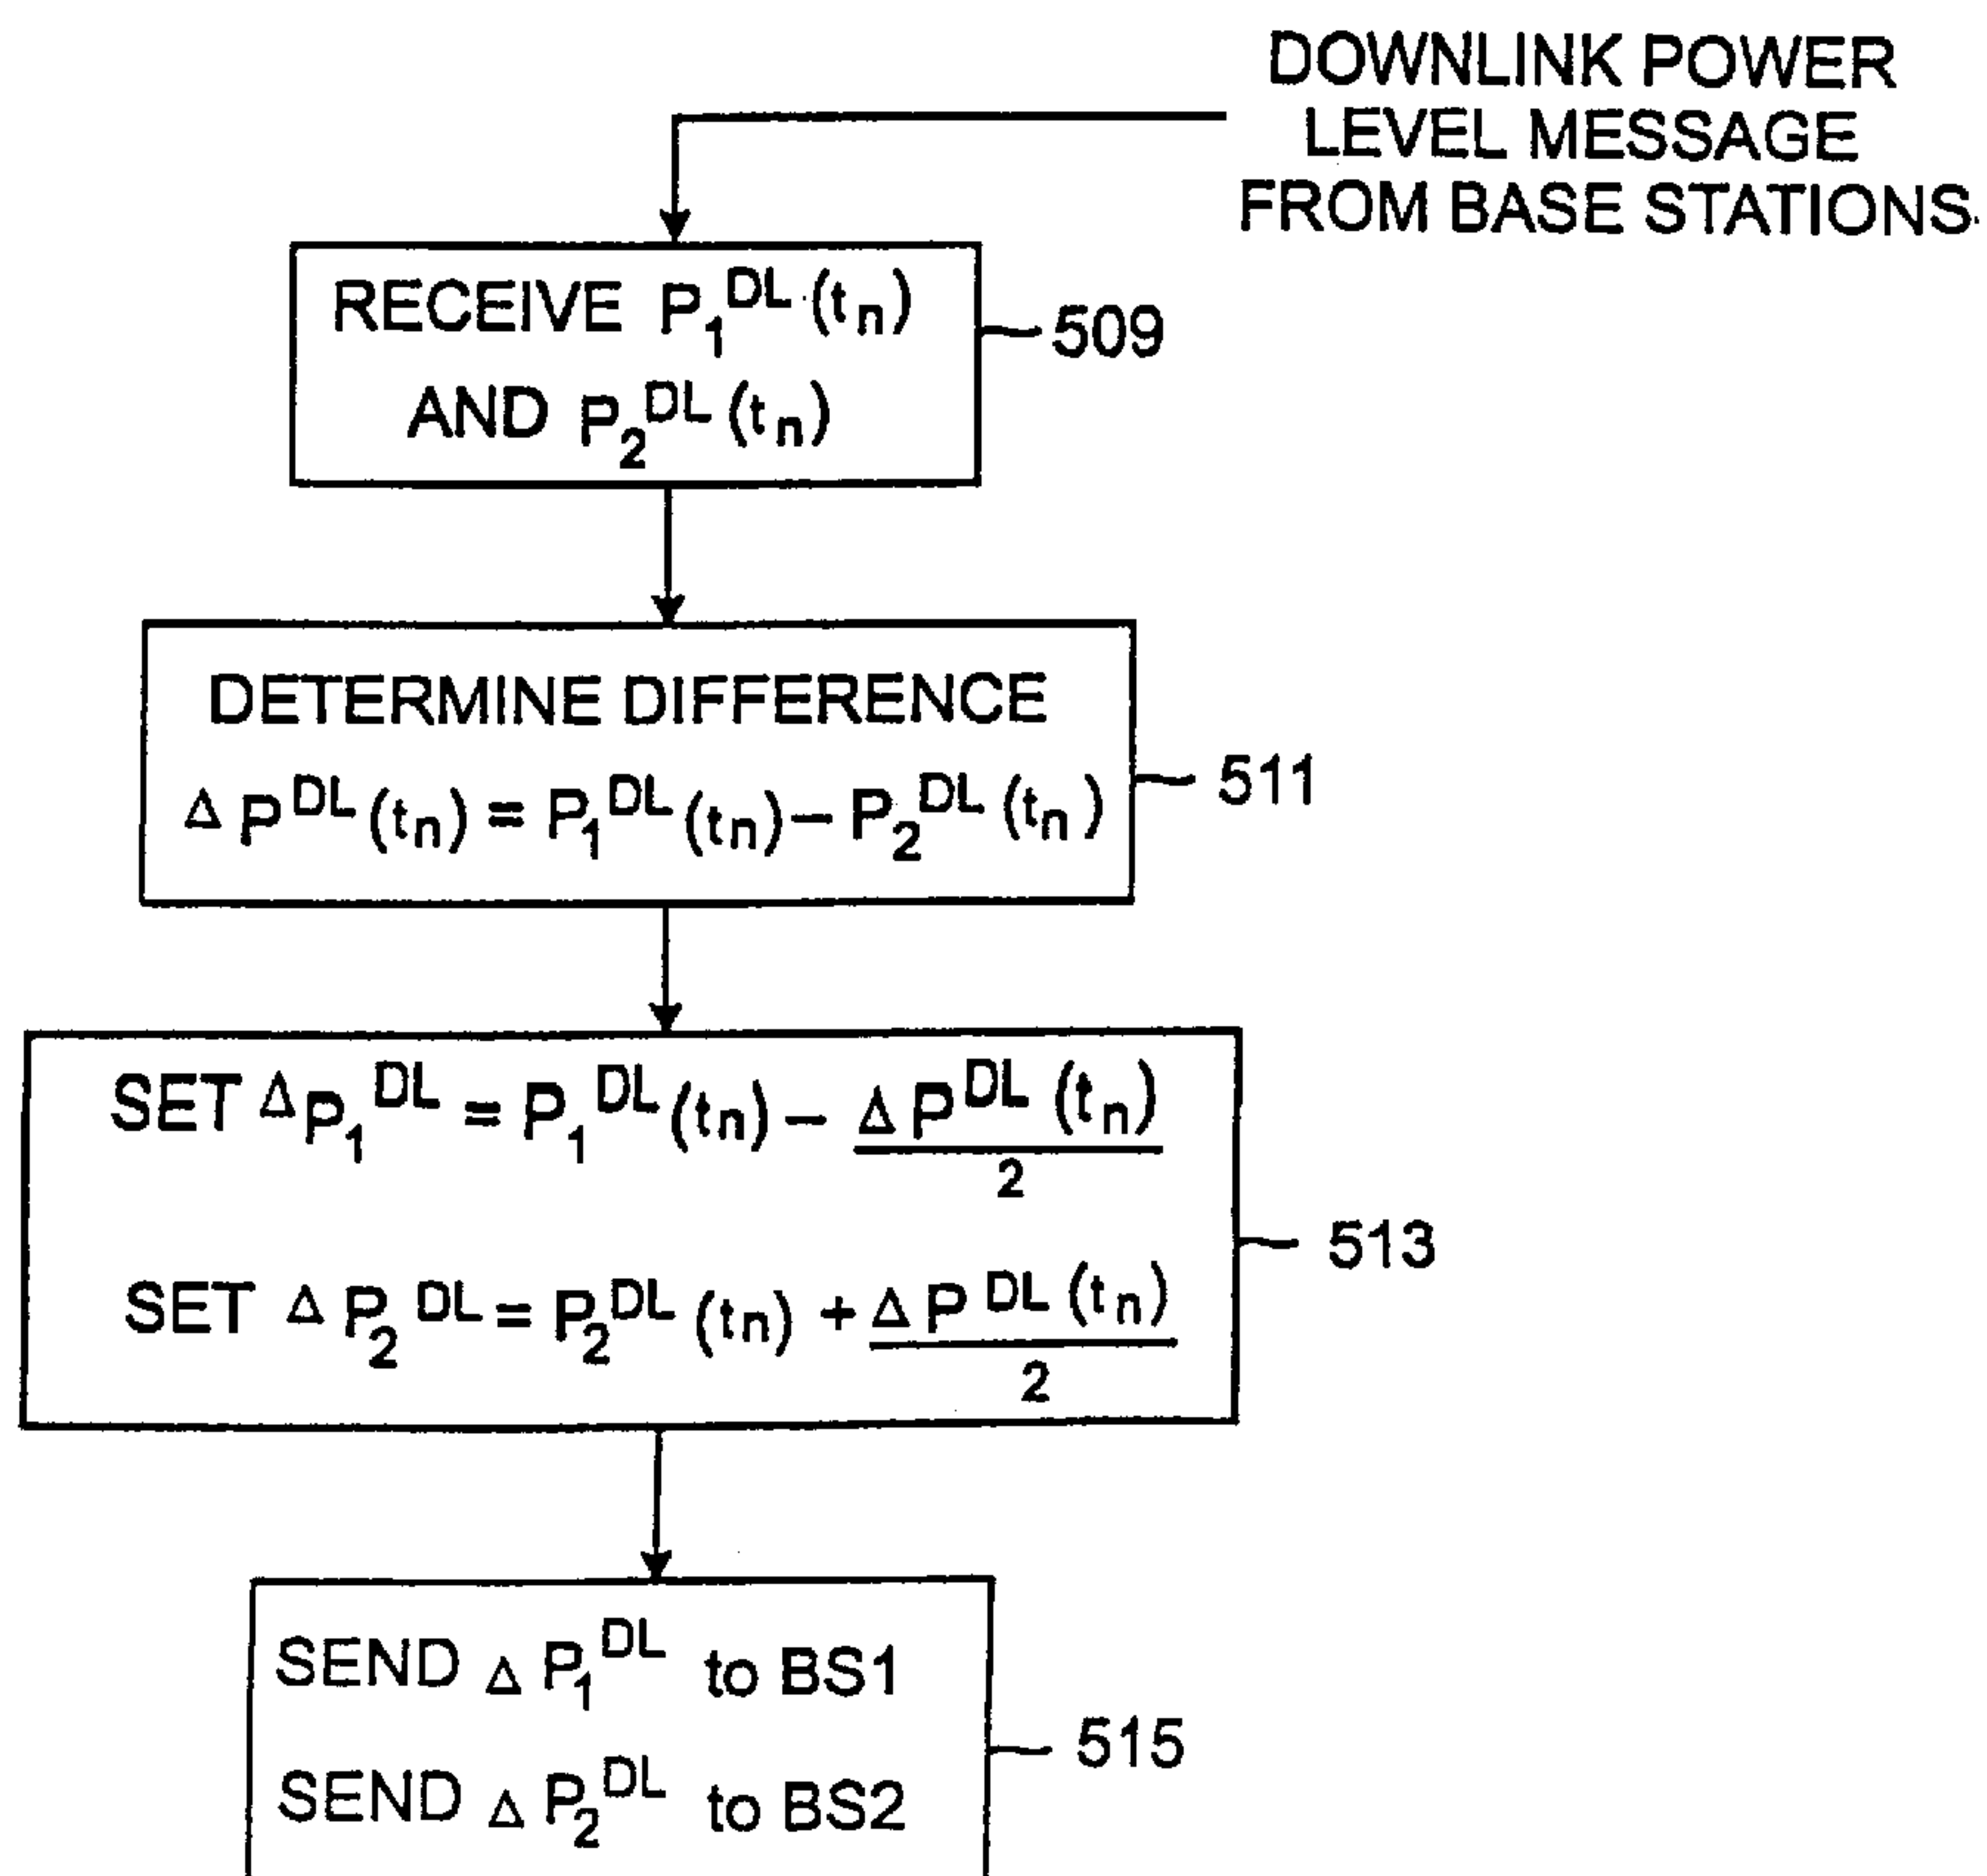 DOWNLINK POWER
LEVEL MESSAGE
FROM BASE STATIONS.
RECEIVE P₁ᴰᴸ(tₙ)
AND P₂ᴰᴸ(tₙ)
509
DETERMINE DIFFERENCE
ΔPᴰᴸ(tₙ) = P₁ᴰᴸ(tₙ) – P₂ᴰᴸ(tₙ)
511
SET ΔP₁ᴰᴸ = P₁ᴰᴸ(tₙ) – ΔPᴰᴸ(tₙ)
2
SET ΔP₂ᴰᴸ = P₂ᴰᴸ(tₙ) + ΔPᴰᴸ(tₙ)
2
513
SEND ΔP₁ᴰᴸ to BS1
SEND ΔP₂ᴰᴸ to BS2
515